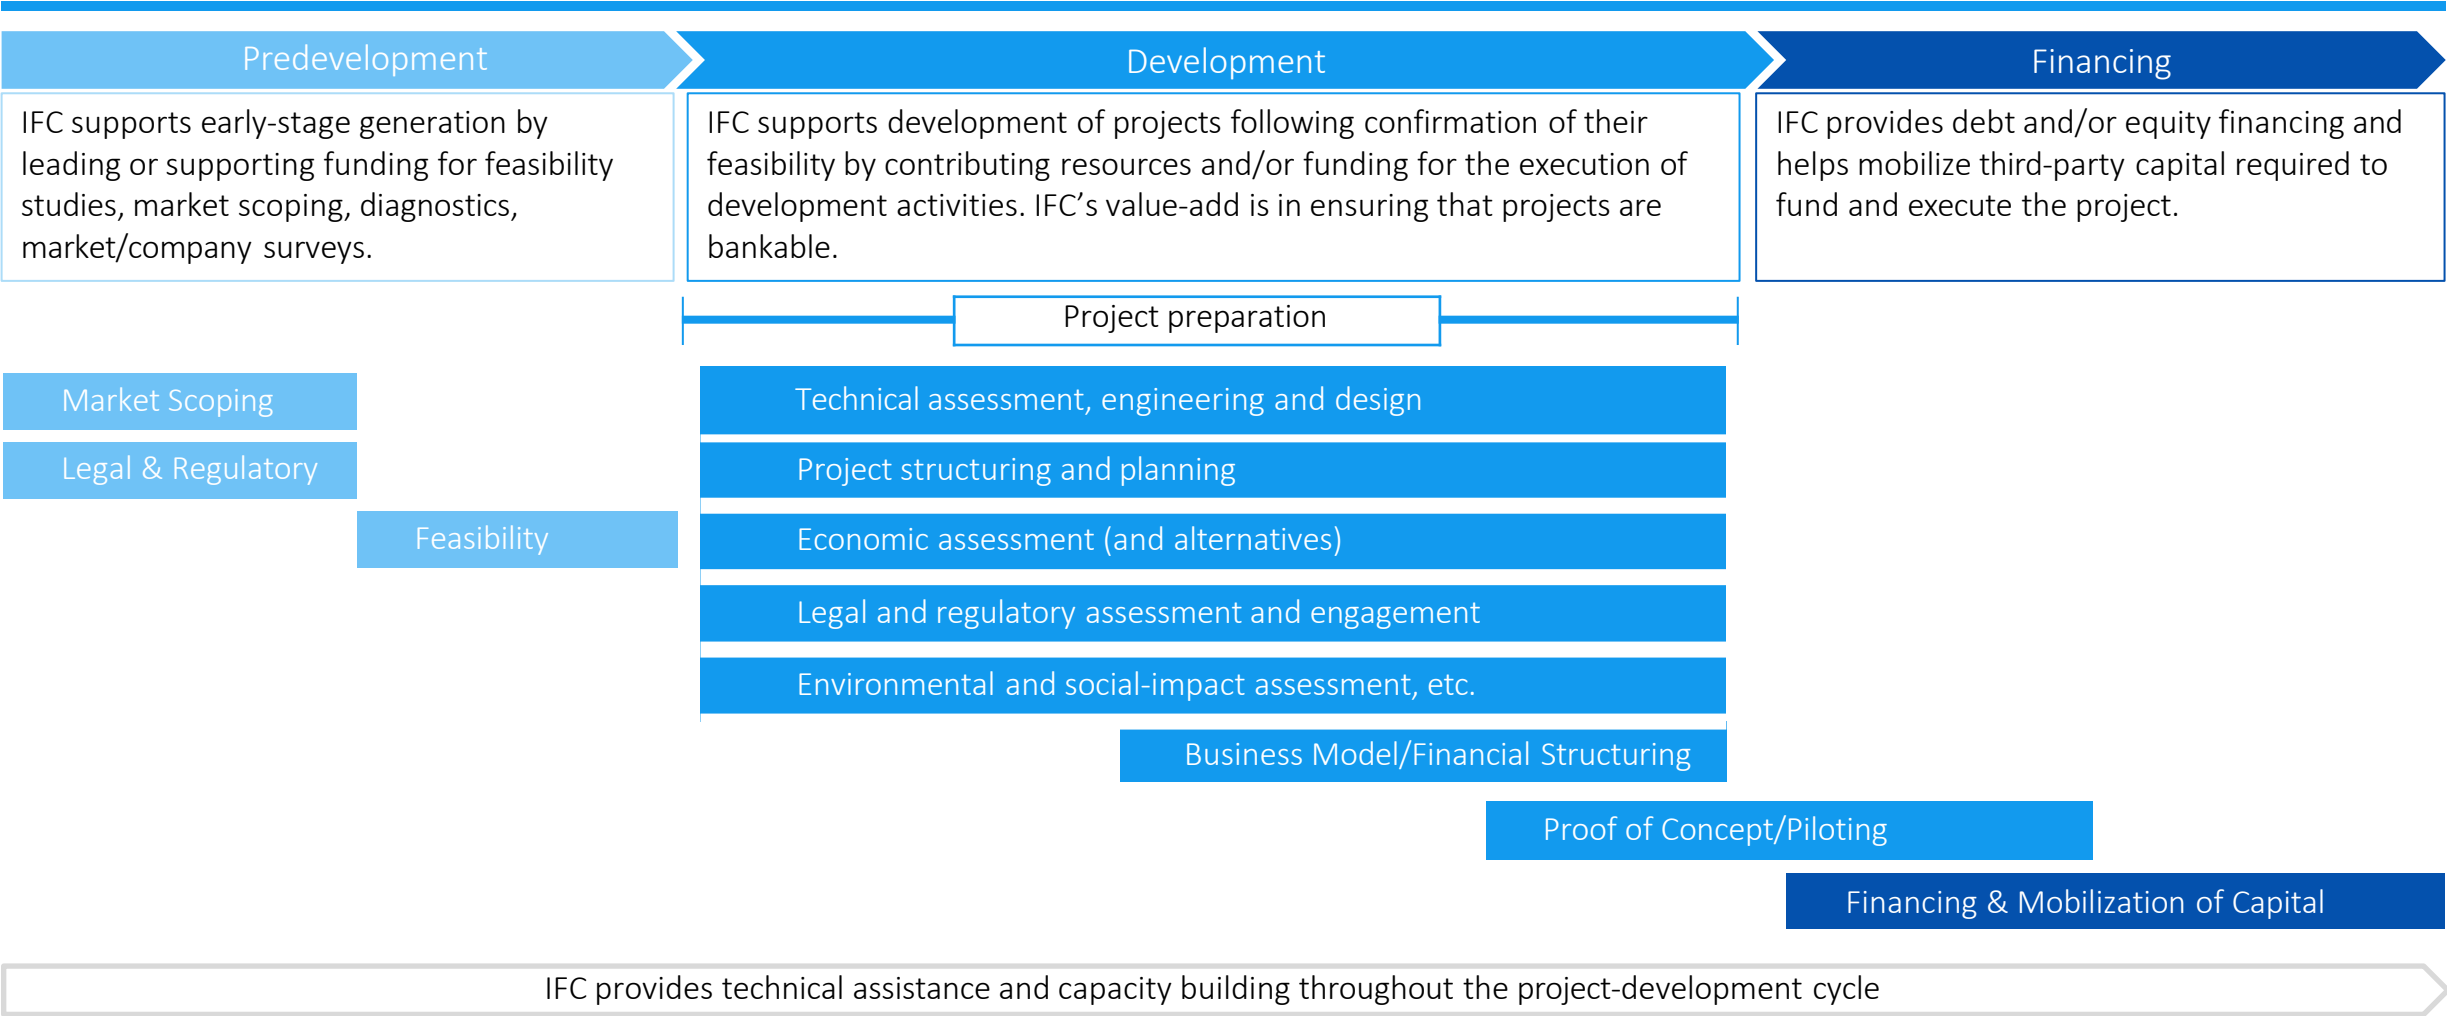 Predevelopment
Development
Financing
IFC supports early-stage generation by
leading or supporting funding for feasibility
studies, market scoping, diagnostics,
market/company surveys.
IFC supports development of projects following confirmation of their
feasibility by contributing resources and/or funding for the execution of
development activities. IFC’s value-add is in ensuring that projects are
bankable.
IFC provides debt and/or equity financing and
helps mobilize third-party capital required to
fund and execute the project.
Project preparation
Market Scoping
Legal & Regulatory
Feasibility
Technical assessment, engineering and design
Project structuring and planning
Economic assessment (and alternatives)
Legal and regulatory assessment and engagement
Environmental and social-impact assessment, etc.
Business Model/Financial Structuring
Proof of Concept/Piloting
Financing & Mobilization of Capital
IFC provides technical assistance and capacity building throughout the project-development cycle